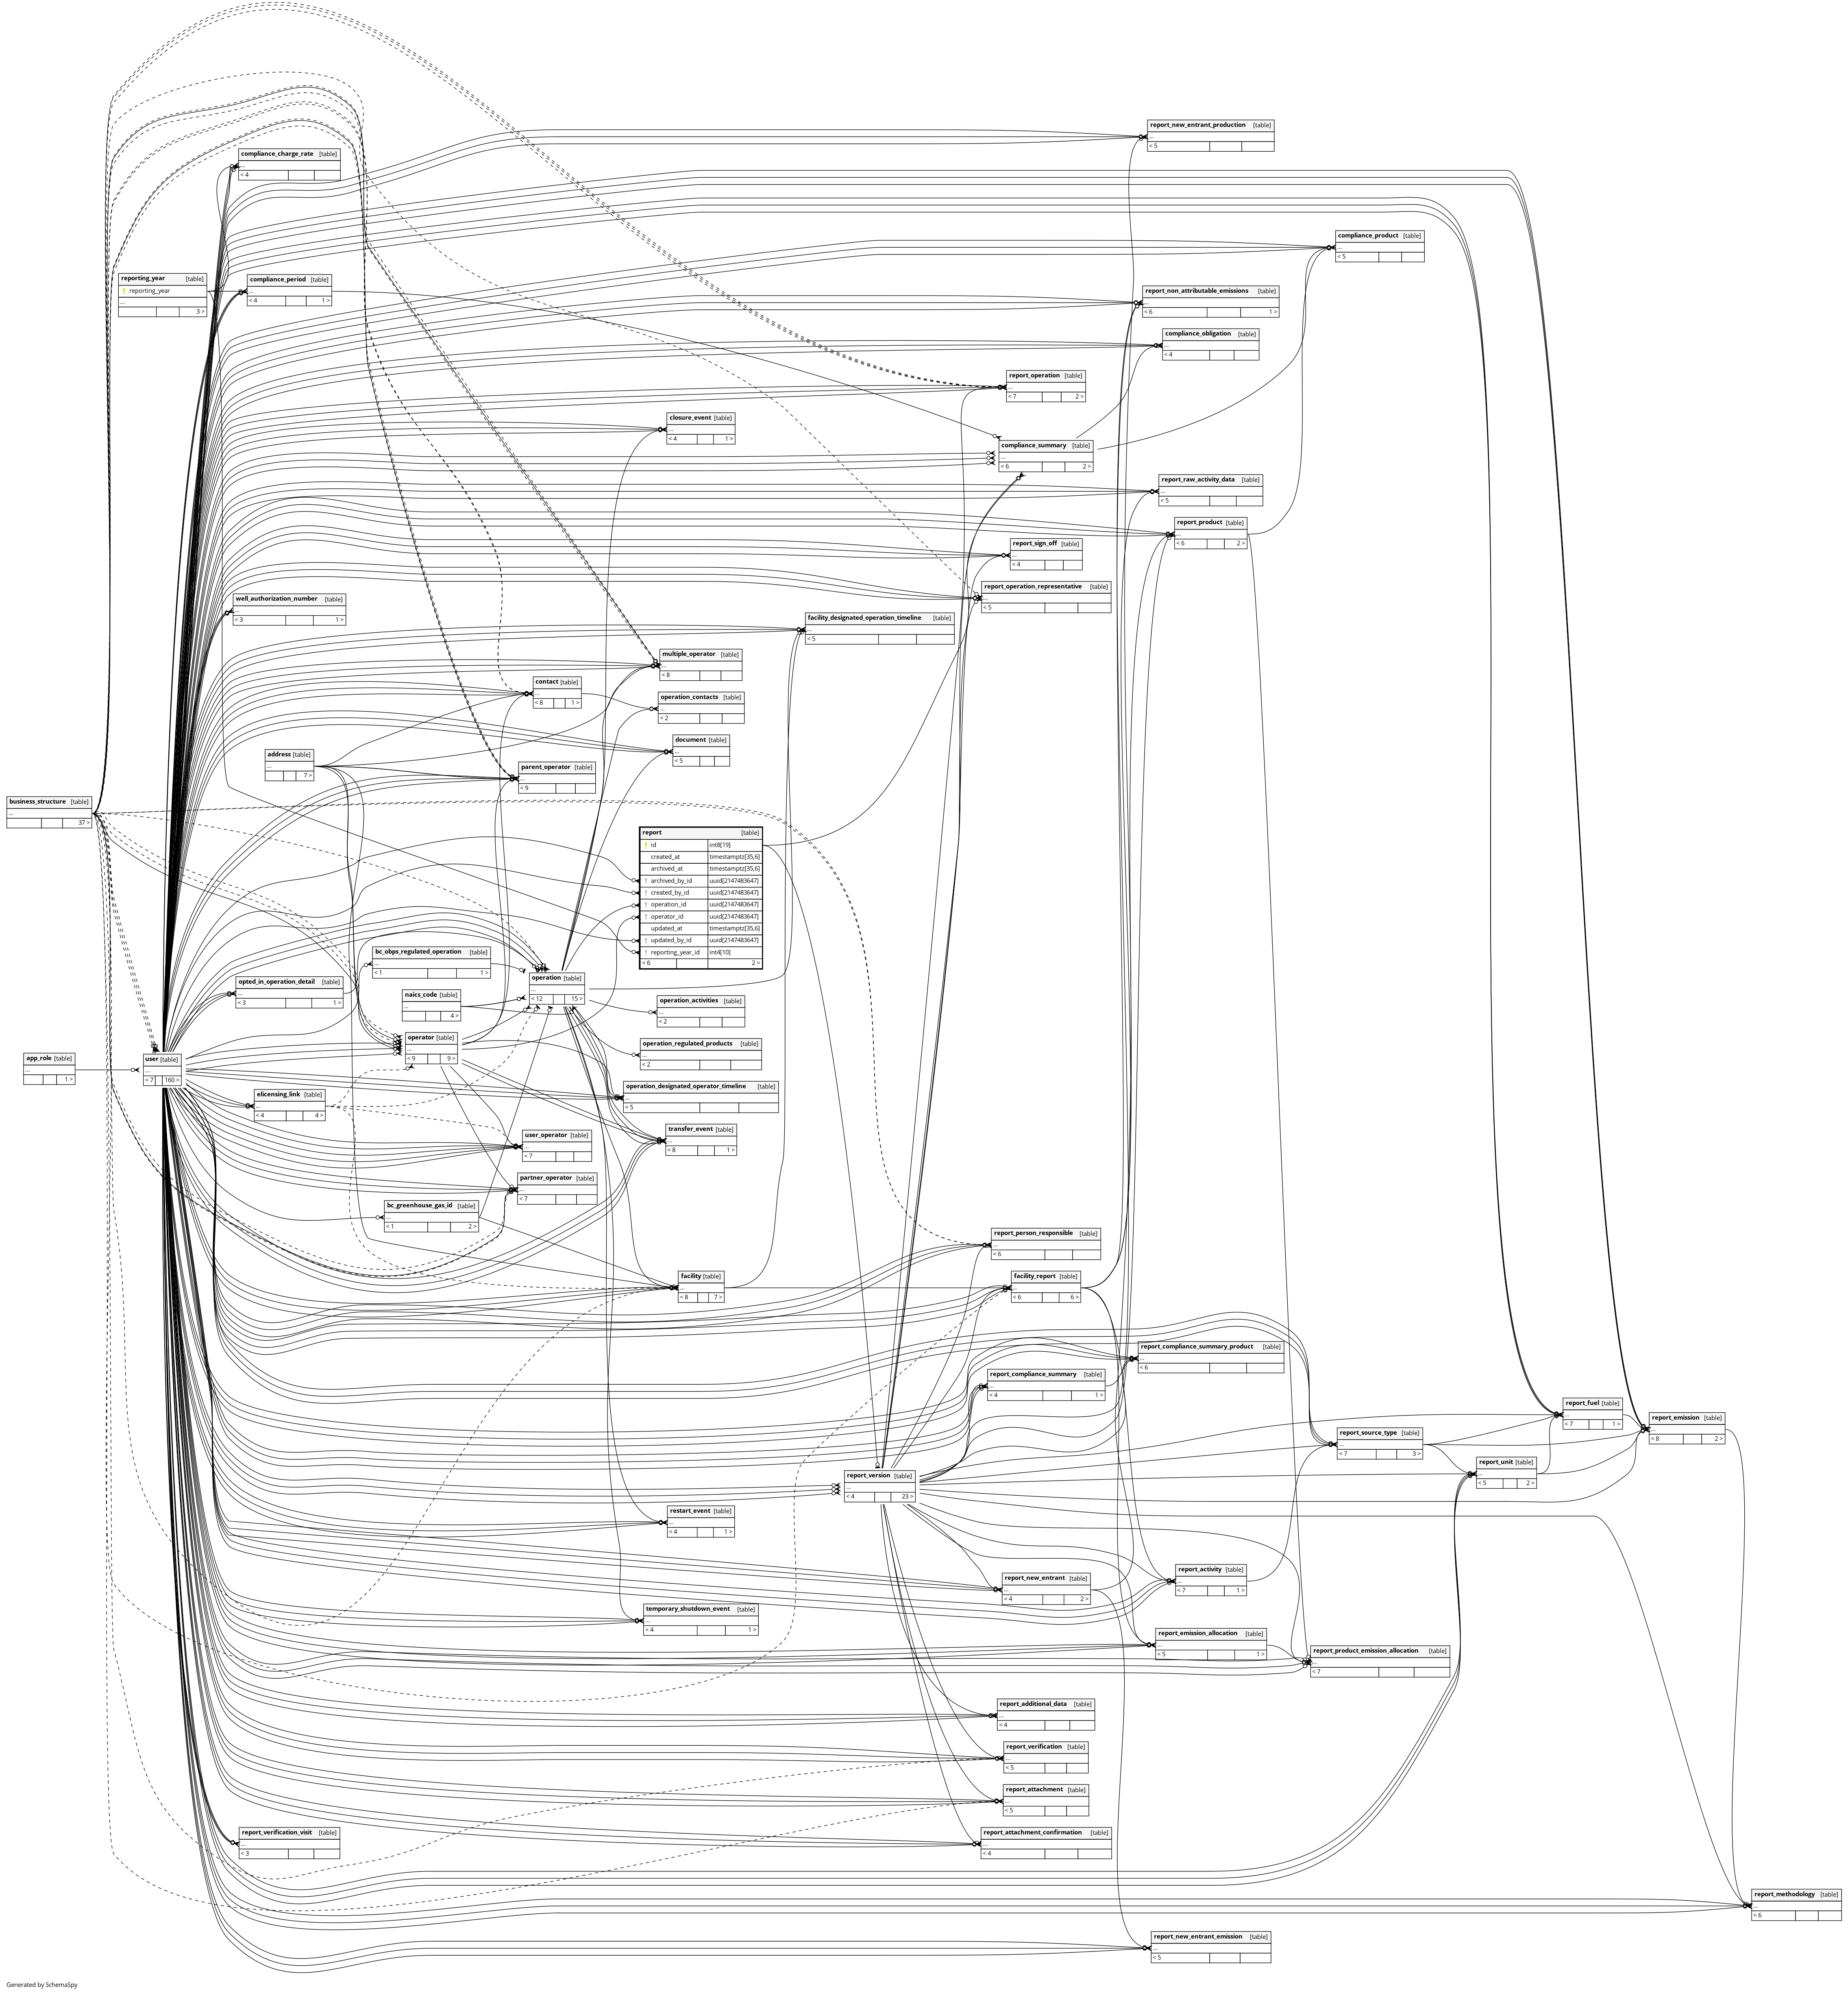 report_new_entrant_production [table]
...
< 5
compliance_charge_rate [table]
...
< 4
compliance_product [table]
...
< 5
reporting_year [table]
reporting_year
...
3 >
compliance_period [table]
...
< 4 1 >
report_non_attributable_emissions [table]
...
< 6 1 >
compliance_obligation [table]
...
< 4
report_operation [table]
...
< 7 2 >
closure_event [table]
...
< 4 1 >
compliance_summary [table]
...
< 6 2 >
report_raw_activity_data [table]
...
< 5
report_product [table]
...
< 6 2 >
report_sign_off [table]
...
< 4
report_operation_representative [table]
...
< 5
well_authorization_number [table]
...
< 3 1 >
facility_designated_operation_timeline [table]
...
< 5
multiple_operator [table]
...
< 8
contact [table]
...
< 8 1 >
operation_contacts [table]
...
< 2
document [table]
...
< 5
address [table]
...
7 >
parent_operator [table]
...
< 9
business_structure [table]
...
37 >
report [table]
id int8[19]
created_at timestamptz[35,6]
archived_at timestamptz[35,6]
archived_by_id uuid[2147483647]
created_by_id uuid[2147483647]
operation_id uuid[2147483647]
operator_id uuid[2147483647]
updated_at timestamptz[35,6]
updated_by_id uuid[2147483647]
reporting_year_id int4[10]
< 6 2 >
bc_obps_regulated_operation [table]
...
< 1 1 >
operation [table]
...
< 12 15 >
opted_in_operation_detail [table]
...
< 3 1 >
naics_code [table]
...
4 >
operation_activities [table]
...
< 2
operator [table]
...
< 9 9 >
operation_regulated_products [table]
...
< 2
app_role [table]
...
1 >
user [table]
...
< 7 160 >
operation_designated_operator_timeline [table]
...
< 5
elicensing_link [table]
...
< 4 4 >
transfer_event [table]
...
< 8 1 >
user_operator [table]
...
< 7
partner_operator [table]
...
< 7
bc_greenhouse_gas_id [table]
...
< 1 2 >
report_person_responsible [table]
...
< 6
facility [table]
...
< 8 7 >
facility_report [table]
...
< 6 6 >
report_compliance_summary_product [table]
...
< 6
report_compliance_summary [table]
...
< 4 1 >
report_fuel [table]
...
< 7 1 >
report_emission [table]
...
< 8 2 >
report_source_type [table]
...
< 7 3 >
report_unit [table]
...
< 5 2 >
report_version [table]
...
< 4 23 >
restart_event [table]
...
< 4 1 >
report_activity [table]
...
< 7 1 >
report_new_entrant [table]
...
< 4 2 >
temporary_shutdown_event [table]
...
< 4 1 >
report_emission_allocation [table]
...
< 5 1 >
report_product_emission_allocation [table]
...
< 7
report_additional_data [table]
...
< 4
report_verification [table]
...
< 5
report_attachment [table]
...
< 5
report_verification_visit [table]
...
< 3
report_attachment_confirmation [table]
...
< 4
report_methodology [table]
...
< 6
report_new_entrant_emission [table]
...
< 5
Generated by SchemaSpy